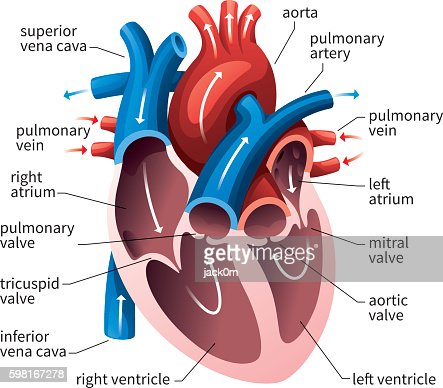 aorta
superior
vena cava
pulmonary
artery
pulmonary
vein
pulmonary
vein
right
atrium
left
atrium
pulmonary
valve
mitral
valve
tricuspid
valve
aortic
valve
inferior
vena cava
right ventricle
left ventricle
gettyimages
jack0m
598167278